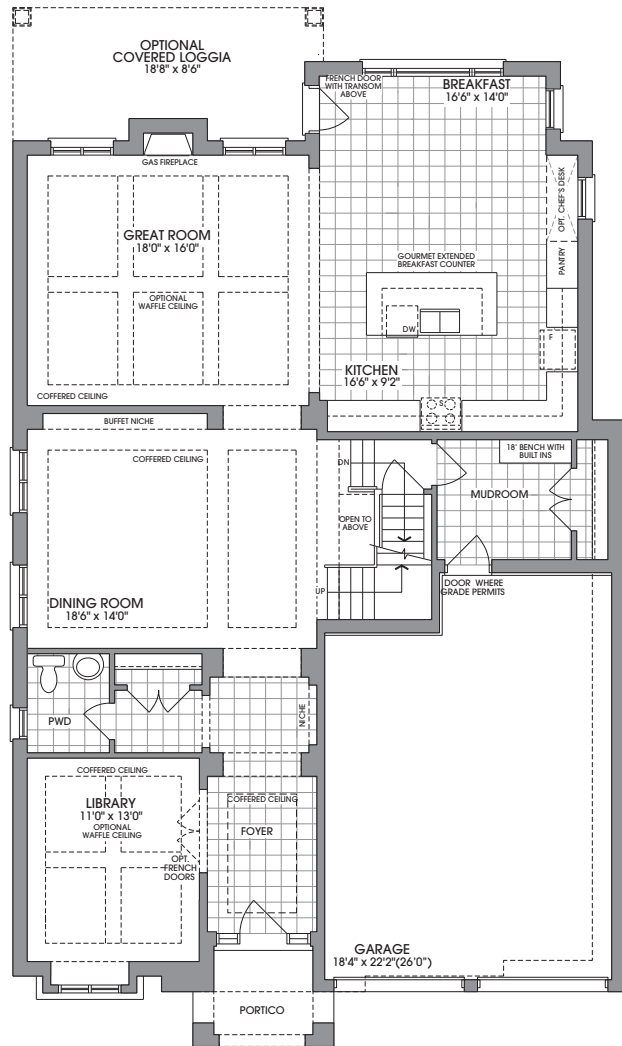 OPTIONAL
COVERED LOGGIA
18'8" x 8'6"
FRENCH DOOR
WITH TRANSOM
ABOVE
BREAKFAST
16'6" x 14'0"
GAS FIREPLACE
GREAT ROOM
18'0" x 16'0"
OPTIONAL
WAFFLE CEILING
COFFERED CEILING
OPT. CHEF'S DESK
PANTRY
GOURMET EXTENDED
BREAKFAST COUNTER
DW
F
KITCHEN
16'6" x 9'2"
S
BUFFET NICHE
COFFERED CEILING
DN
18" BENCH WITH
BUILT INS
MUDROOM
OPEN TO
ABOVE
UP
DOOR WHERE
GRADE PERMITS
DINING ROOM
18'6" x 14'0"
PWD
NICHE
COFFERED CEILING
LIBRARY
11'0" x 13'0"
OPTIONAL
WAFFLE CEILING
OPT.
FRENCH
DOORS
COFFERED CEILING
FOYER
GARAGE
18'4" x 22'2"(26'0")
PORTICO